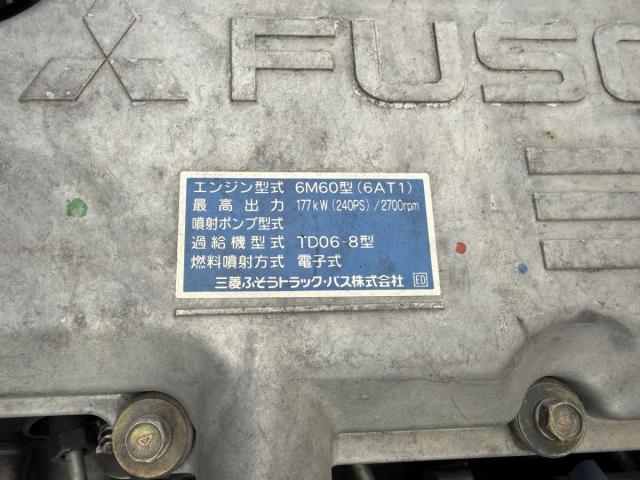 FUSO
エンジン型式 6M60型(6AT1)
最高出力 177kW(240PS)/2700rpm
噴射ポンプ型式
過給機型式 TD06-8型
燃料噴射方式 電子式
三菱ふそうトラック・バス株式会社 ED